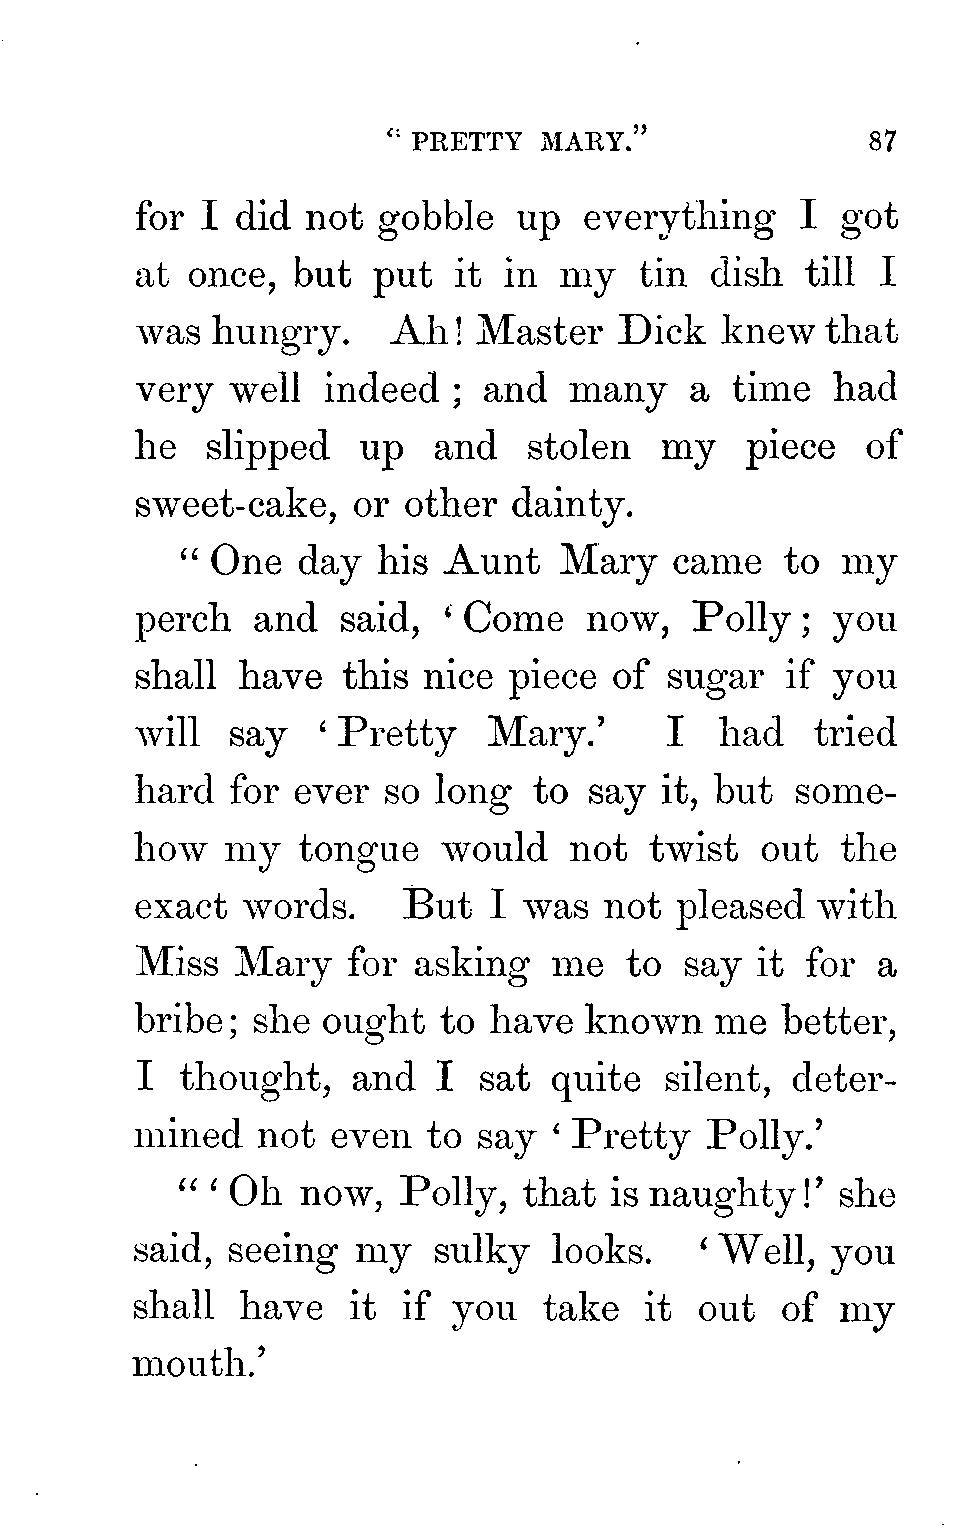 “ PRETTY MARY.” 87
for I did not gobble up everything I got
at once, but put it in my tin dish till I
was hungry. Ah! Master Dick knew that
very well indeed ; and many a time had
he slipped up and stolen my piece of
sweet-cake, or other dainty.
“ One day his Aunt Mary came to my
perch and said, ‘ Come now, Polly ; you
shall have this nice piece of sugar if you
will say ‘ Pretty Mary.’ I had tried
hard for ever so long to say it, but some-
how my tongue would not twist out the
exact words. But I was not pleased with
Miss Mary for asking me to say it for a
bribe; she ought to have known me better,
I thought, and I sat quite silent, deter-
mined not even to say ‘ Pretty Polly.’
“ ‘ Oh now, Polly, that is naughty!’ she
said, seeing my sulky looks. ‘ Well, you
shall have it if you take it out of my
mouth.’